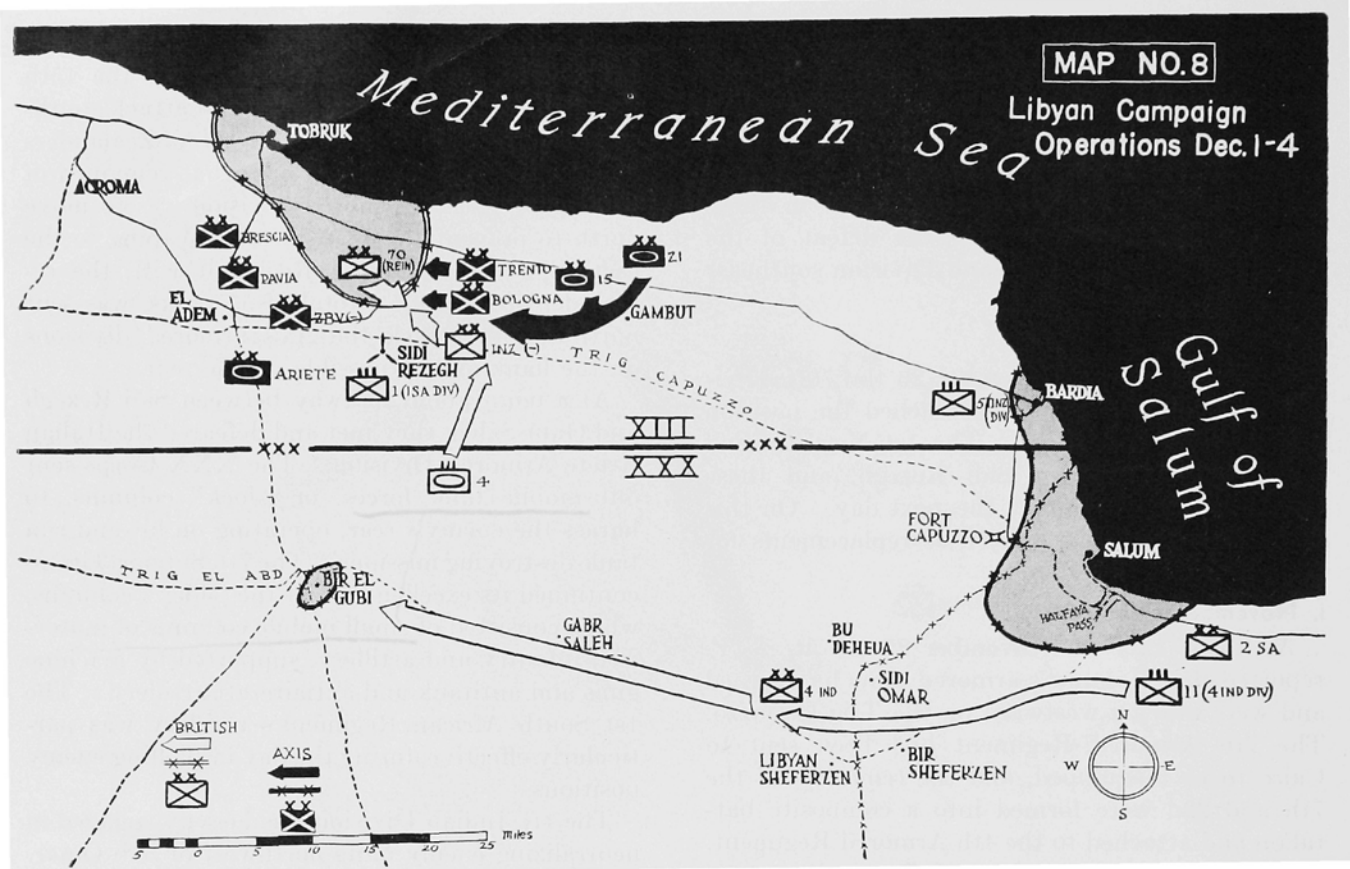 MAP NO.8
Libyan Campaign
Operations Dec. 1-4
Mediterranean Sea
Gulf of
Salum
TOBRUK
ACROMA
BRESCIA
PAVIA
EL
ADEM
ZBV(-)
70
(REIN)
TRENTO
BOLOGNA
15
21
GAMBUT
1NZ (-)
SIDI
REZEGH
ARIETE
1 (1SA DIV)
TRIG CAPUZZO
XIII
XXX
XXX
XXX
4
5(INZ
DIV)
BARDIA
FORT
CAPUZZO
SALUM
HALFAYA
PASS
TRIG EL ABD
BIR EL
GUBI
GABR
SALEH
BU
DEHEUA
SIDI
OMAR
2 SA
4 IND
11 (4 IND DIV)
LIBYAN
SHEFERZEN
BIR
SHEFERZEN
N
W E
S
BRITISH
AXIS
5 0 5 10 15 20 25 miles